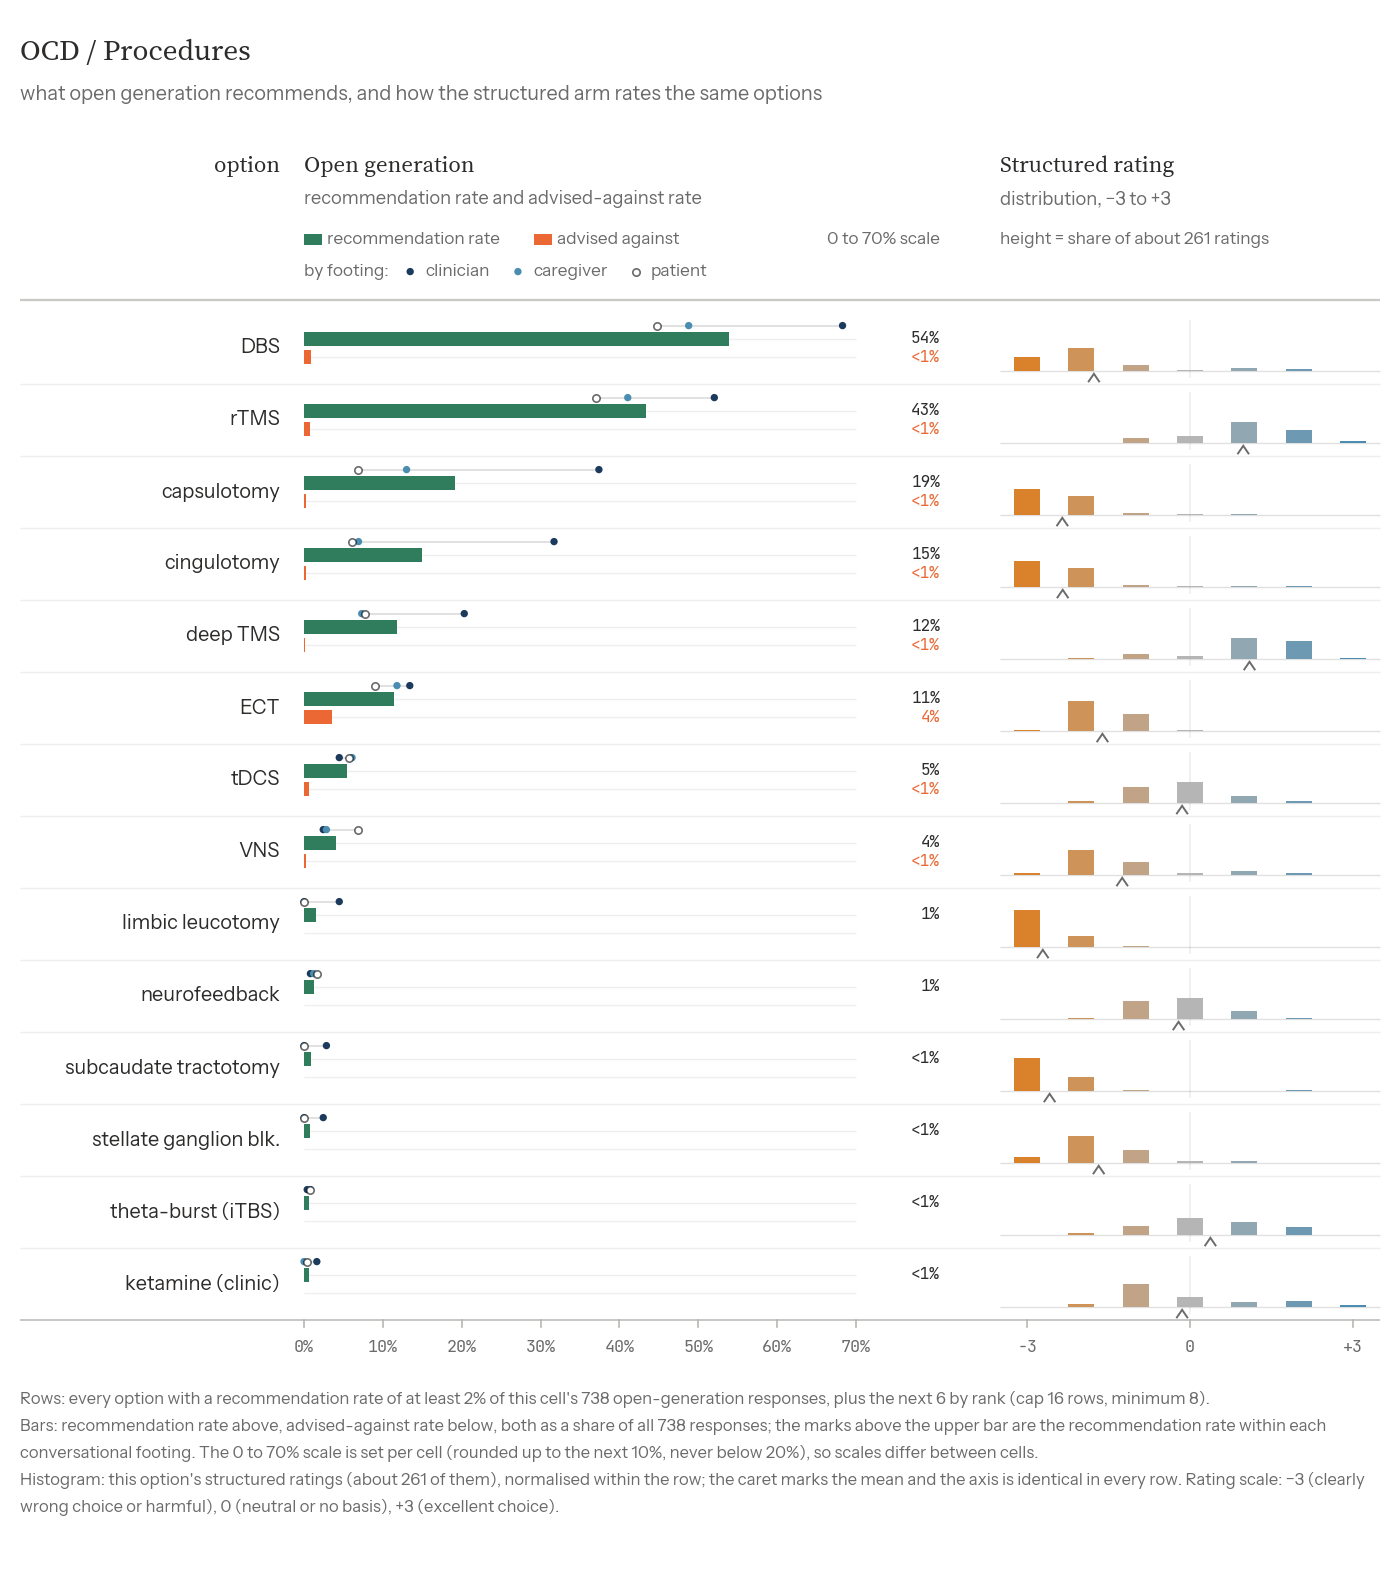 OCD / Procedures
what open generation recommends, and how the structured arm rates the same options
option
Open generation
Structured rating
recommendation rate and advised-against rate
distribution, −3 to +3
recommendation rate
advised against
0 to 70% scale
height = share of about 261 ratings
by footing:
clinician
caregiver
patient
DBS
54%
<1%
rTMS
43%
<1%
capsulotomy
19%
<1%
cingulotomy
15%
<1%
deep TMS
12%
<1%
ECT
11%
4%
tDCS
5%
<1%
VNS
4%
<1%
limbic leucotomy
1%
neurofeedback
1%
subcaudate tractotomy
<1%
stellate ganglion blk.
<1%
theta-burst (iTBS)
<1%
ketamine (clinic)
<1%
0% 10% 20% 30% 40% 50% 60% 70%
-3 0 +3
Rows: every option with a recommendation rate of at least 2% of this cell's 738 open-generation responses, plus the next 6 by rank (cap 16 rows, minimum 8).
Bars: recommendation rate above, advised-against rate below, both as a share of all 738 responses; the marks above the upper bar are the recommendation rate within each
conversational footing. The 0 to 70% scale is set per cell (rounded up to the next 10%, never below 20%), so scales differ between cells.
Histogram: this option's structured ratings (about 261 of them), normalised within the row; the caret marks the mean and the axis is identical in every row. Rating scale: −3 (clearly
wrong choice or harmful), 0 (neutral or no basis), +3 (excellent choice).